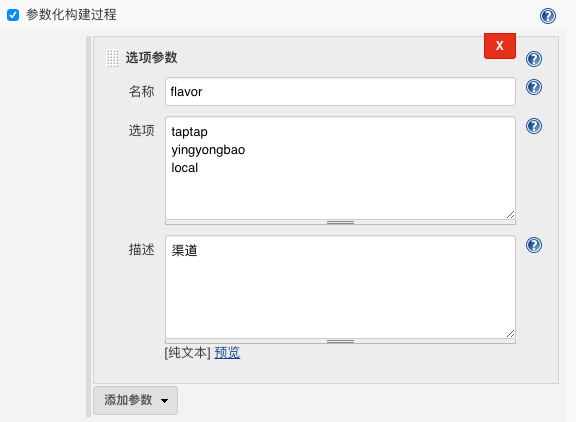 参数化构建过程
选项参数
X
名称
flavor
选项
taptap
yingyongbao
local
描述
渠道
[纯文本] 预览
添加参数